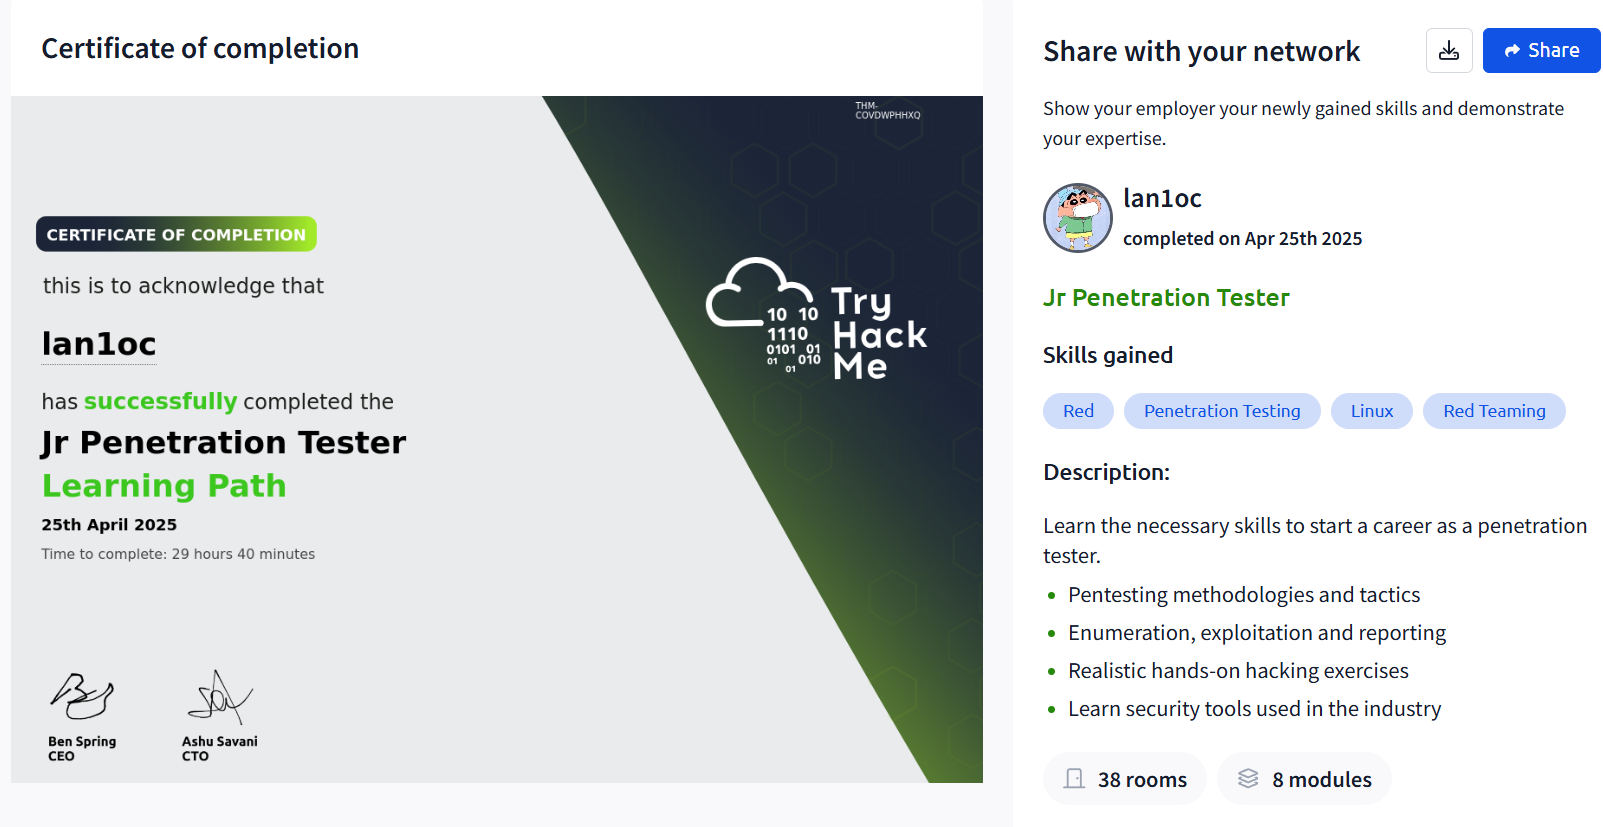 Certificate of completion
THM-
COVDWPHHXQ
CERTIFICATE OF COMPLETION
this is to acknowledge that
lan1oc
has successfully completed the
Jr Penetration Tester
Learning Path
25th April 2025
Time to complete: 29 hours 40 minutes
Ben Spring
CEO
Ashu Savani
CTO
10 10
1110
0101 01
01 010
01
Try
Hack
Me
Share with your network
Share
Show your employer your newly gained skills and demonstrate
your expertise.
lan1oc
completed on Apr 25th 2025
Jr Penetration Tester
Skills gained
Red
Penetration Testing
Linux
Red Teaming
Description:
Learn the necessary skills to start a career as a penetration
tester.
Pentesting methodologies and tactics
Enumeration, exploitation and reporting
Realistic hands-on hacking exercises
Learn security tools used in the industry
38 rooms
8 modules